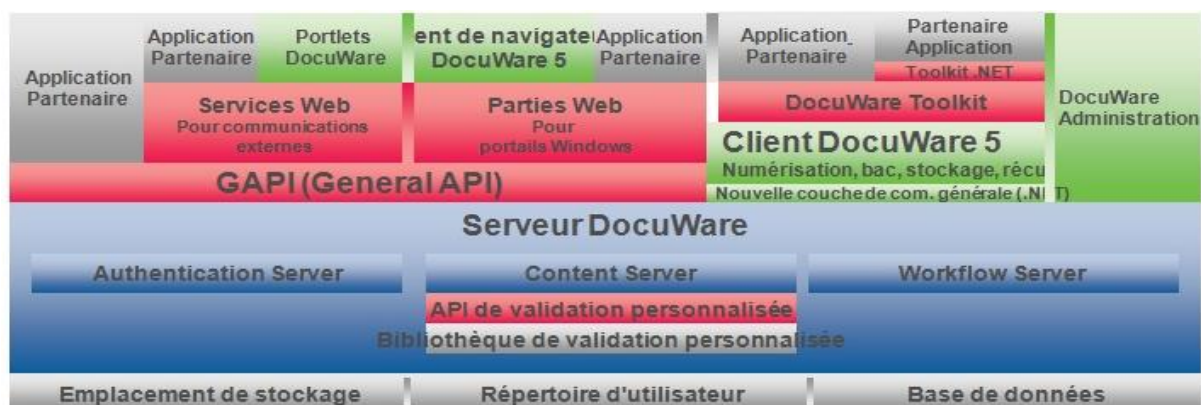 Application
Partenaire
Application
Partenaire
Portlets
DocuWare
ent de navigate
DocuWare 5
Application
Partenaire
Application
Partenaire
Partenaire
Application
Toolkit .NET
DocuWare
Administration
Services Web
Pour communications
externes
Parties Web
Pour
portails Windows
DocuWare Toolkit
Client DocuWare 5
Numérisation, bac, stockage, récu
Nouvelle couche de com. générale (.NET)
GAPI (General API)
Serveur DocuWare
Authentication Server
Content Server
Workflow Server
API de validation personnalisée
Bibliothèque de validation personnalisée
Emplacement de stockage
Répertoire d'utilisateur
Base de données